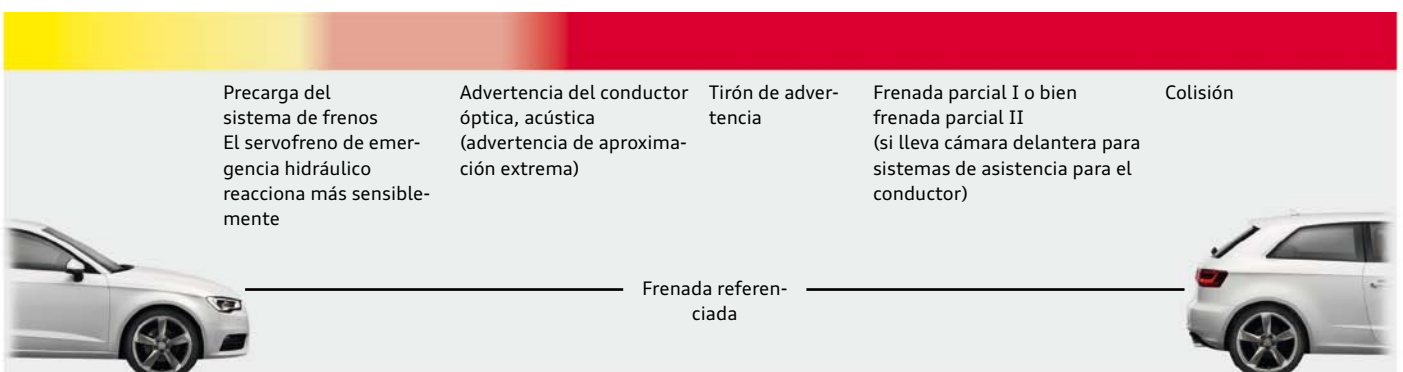 Precarga del
sistema de frenos
El servofreno de emer-
gencia hidráulico
reacciona más sensible-
mente
Advertencia del conductor
óptica, acústica
(advertencia de aproxima-
ción extrema)
Tirón de adver-
tencia
Frenada parcial I o bien
frenada parcial II
(si lleva cámara delantera para
sistemas de asistencia para el
conductor)
Colisión
Frenada referen-
ciada